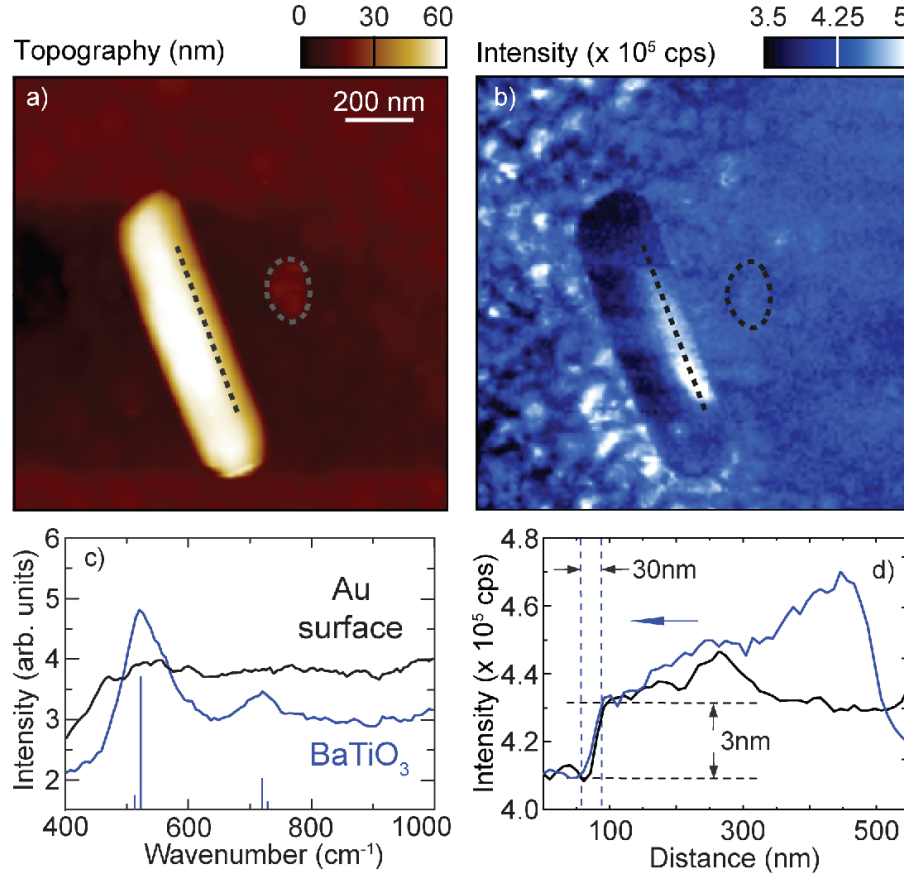 0 30 60
Topography (nm)
a)
200 nm
3.5 4.25 5
Intensity (x 10⁵ cps)
b)
6
5
4
3
2
Intensity (arb. units)
c)
Au
surface
BaTiO₃
400 600 800 1000
Wavenumber (cm⁻¹)
4.8
4.6
4.4
4.2
4.0
Intensity (x 10⁵ cps)
d)
30nm
3nm
100 300 500
Distance (nm)